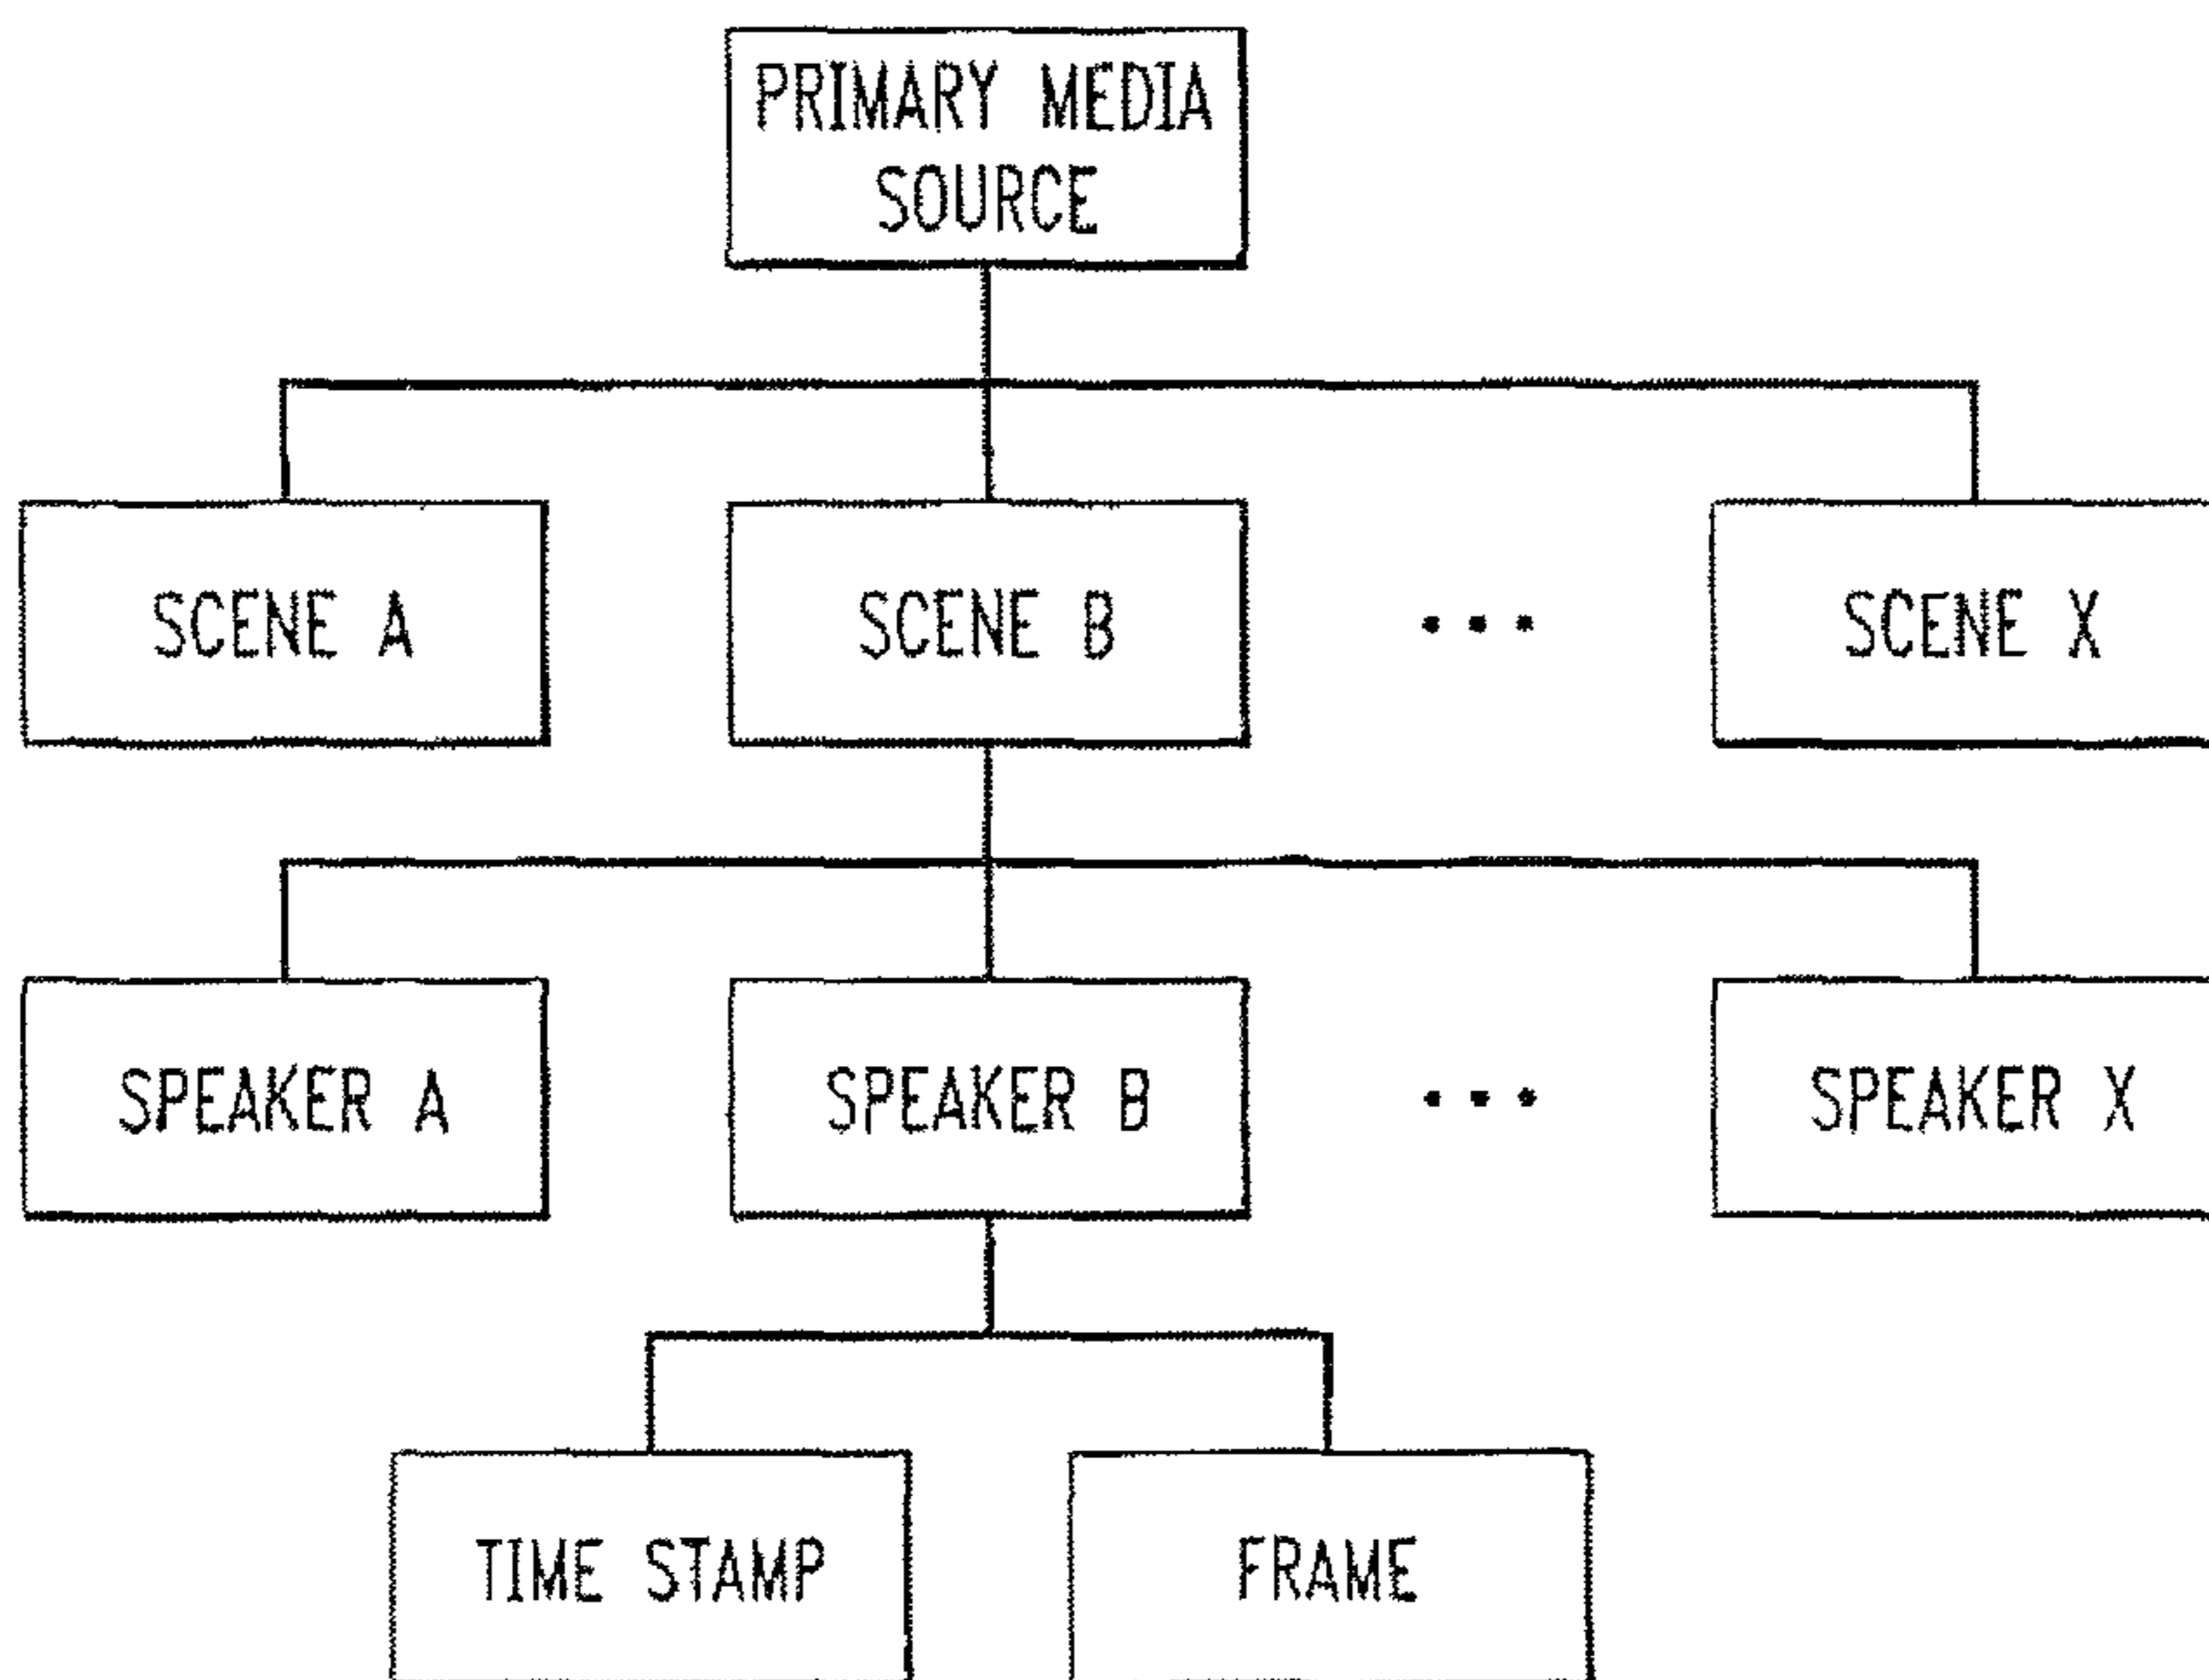 PRIMARY MEDIA
SOURCE
SCENE A
SCENE B
...
SCENE X
SPEAKER A
SPEAKER B
...
SPEAKER X
TIME STAMP
FRAME